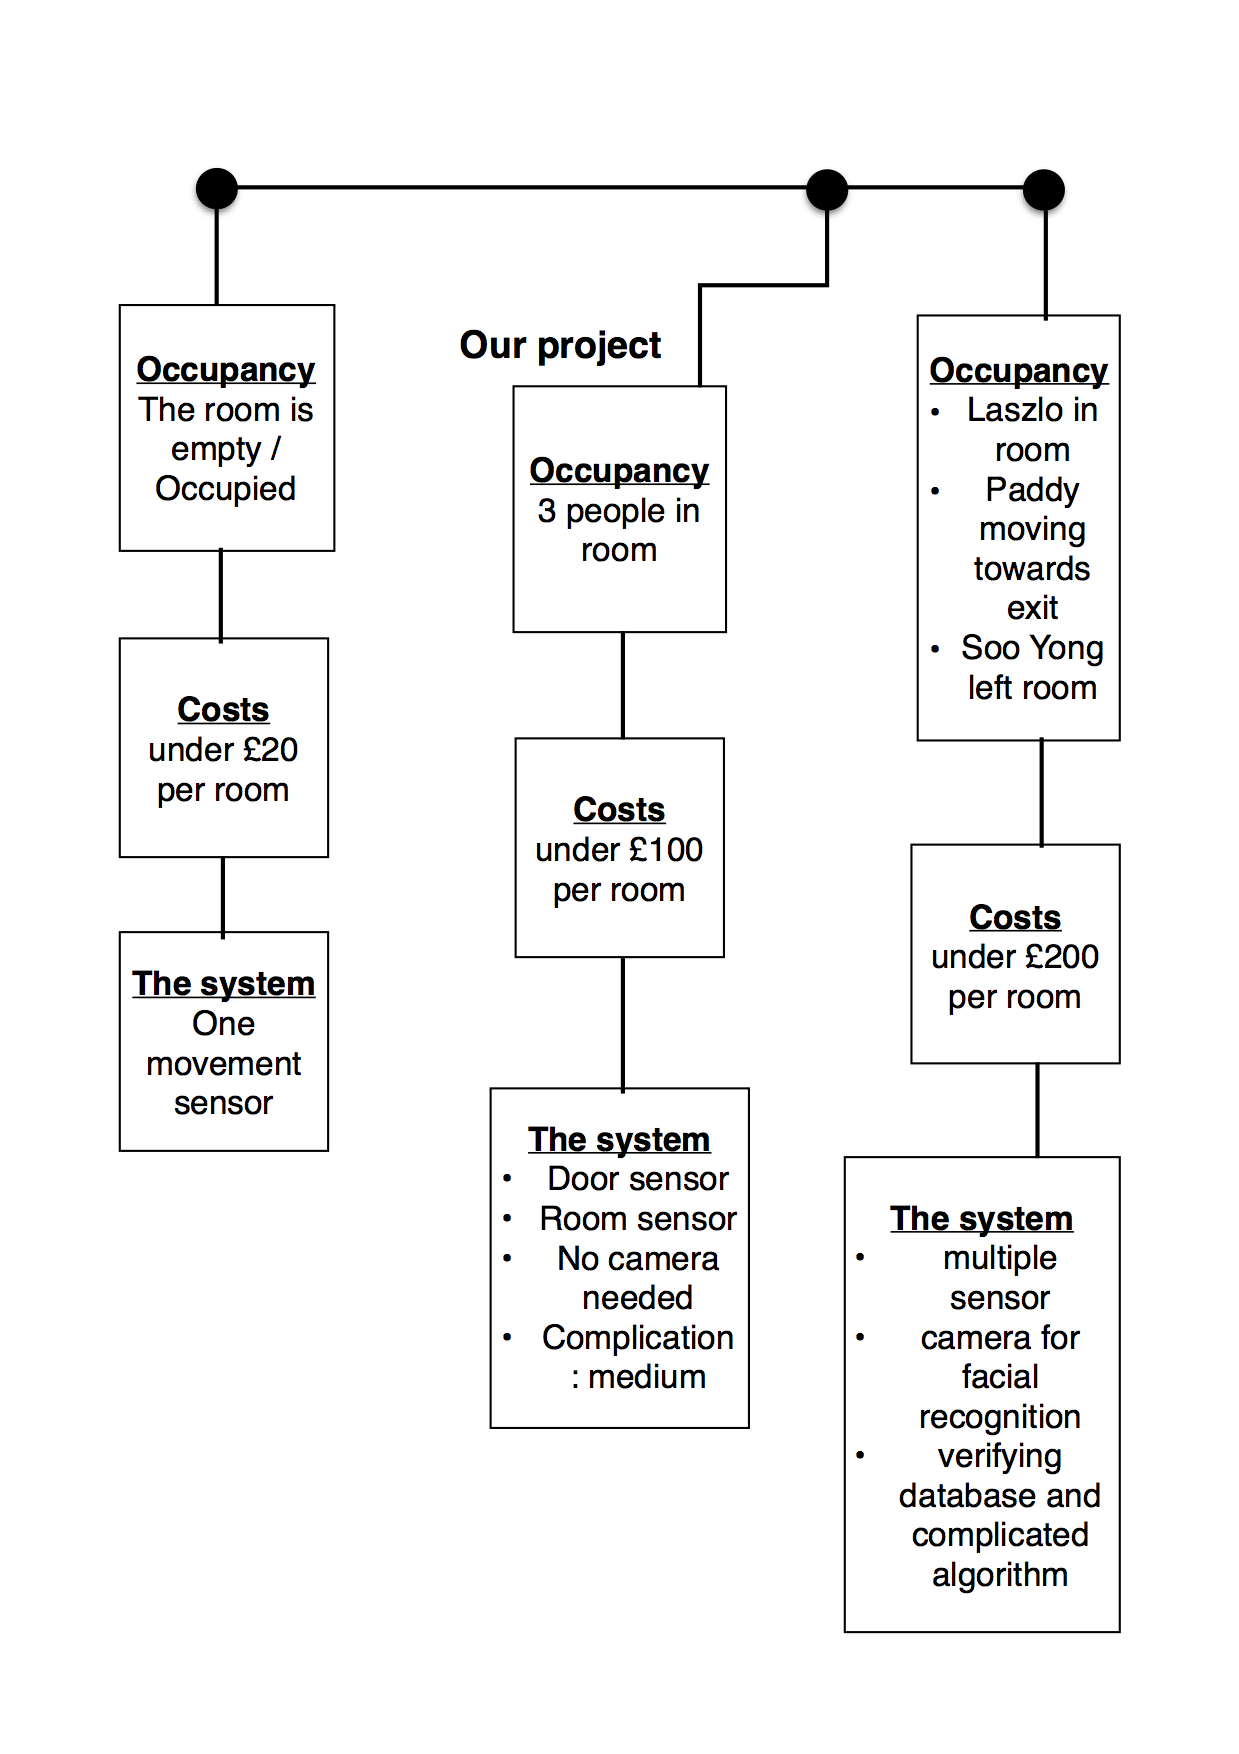 Occupancy
The room is
empty /
Occupied
Costs
under £20
per room
The system
One
movement
sensor
Our project
Occupancy
3 people in
room
Costs
under £100
per room
The system
• Door sensor
• Room sensor
• No camera
needed
• Complication
: medium
Occupancy
• Laszlo in
room
• Paddy
moving
towards
exit
• Soo Yong
left room
Costs
under £200
per room
The system
• multiple
sensor
• camera for
facial
recognition
• verifying
database and
complicated
algorithm